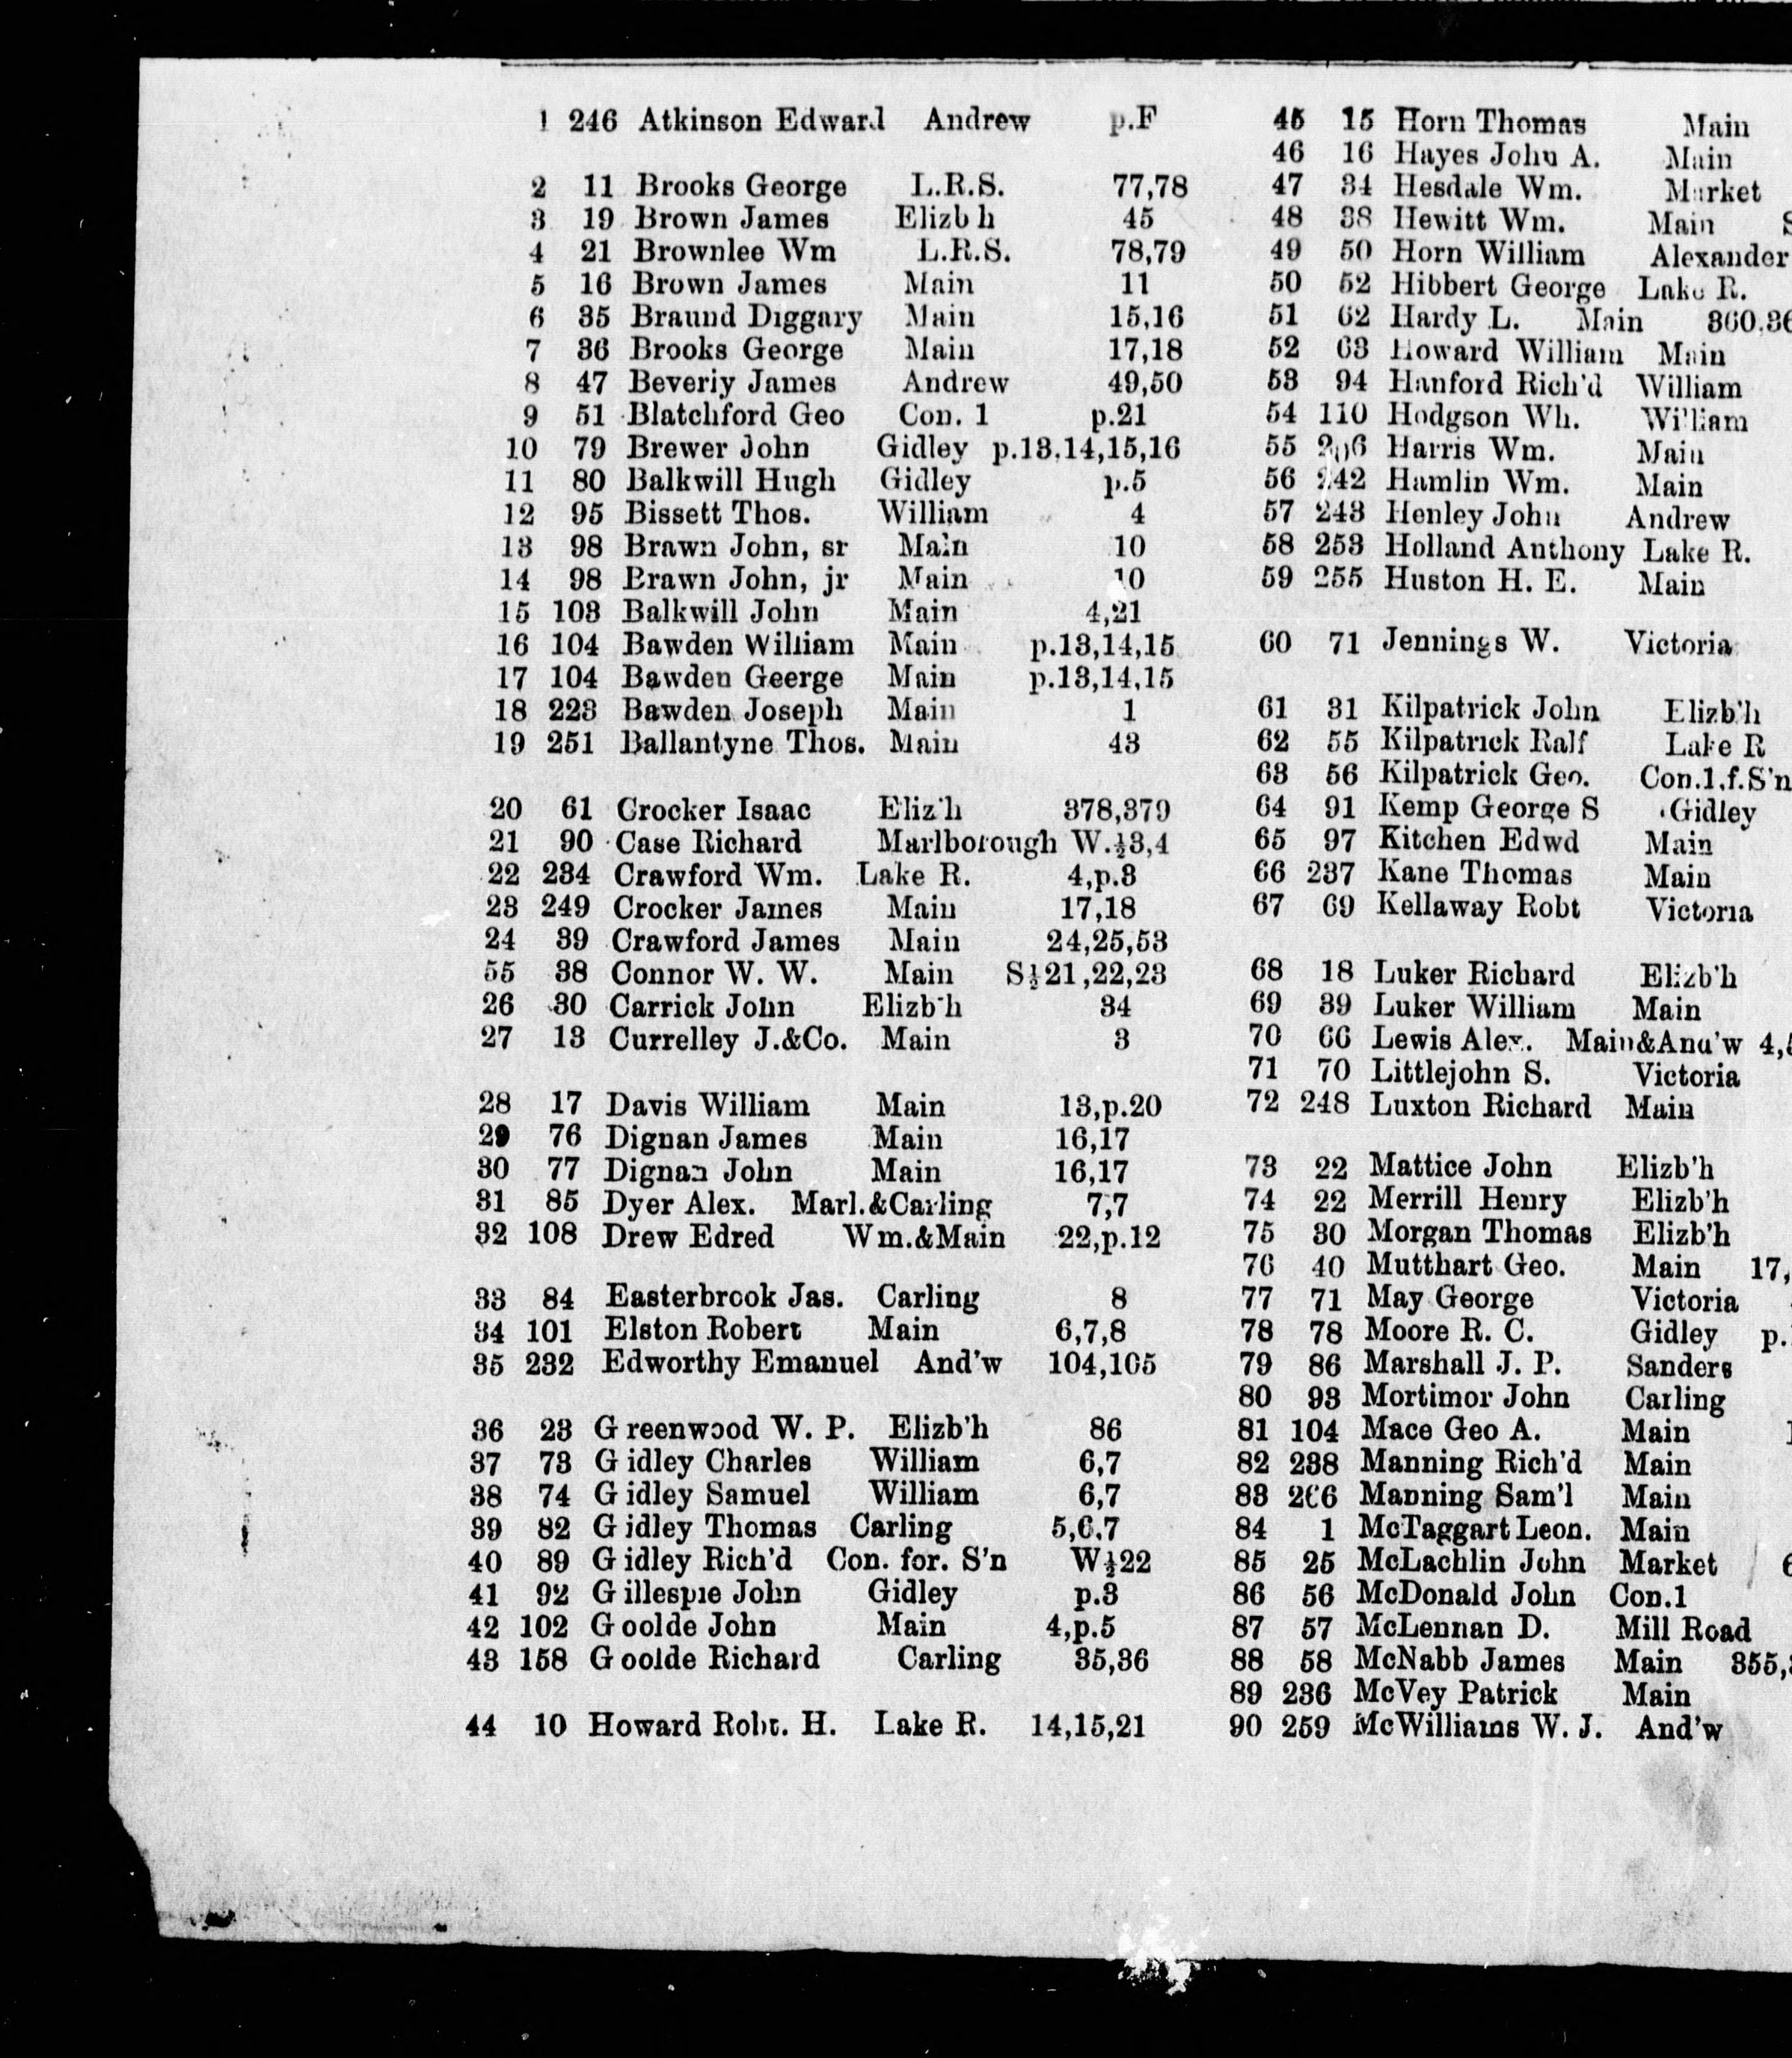 1 246 Atkinson Edward Andrew p.F
2 11 Brooks George L.R.S. 77,78
3 19 Brown James Elizb h 45
4 21 Brownlee Wm L.R.S. 78,79
5 16 Brown James Main 11
6 35 Braund Diggary Main 15,16
7 36 Brooks George Main 17,18
8 47 Beveriy James Andrew 49,50
9 51 Blatchford Geo Con. 1 p.21
10 79 Brewer John Gidley p.13.14,15,16
11 80 Balkwill Hugh Gidley p.5
12 95 Bissett Thos. William 4
13 98 Brawn John, sr Main 10
14 98 Brawn John, jr Main 10
15 103 Balkwill John Main 4,21
16 104 Bawden William Main p.13,14,15
17 104 Bawden Geerge Main p.13,14,15
18 223 Bawden Joseph Main 1
19 251 Ballantyne Thos. Main 43
20 61 Crocker Isaac Eliz'h 378,379
21 90 Case Richard Marlborough W.½3,4
22 234 Crawford Wm. Lake R. 4,p.3
23 249 Crocker James Main 17,18
24 39 Crawford James Main 24,25,53
55 38 Connor W. W. Main S½21,22,23
26 30 Carrick John Elizb'h 34
27 13 Currelley J.&Co. Main 3
28 17 Davis William Main 13,p.20
29 76 Dignan James Main 16,17
30 77 Dignan John Main 16,17
31 85 Dyer Alex. Marl.&Carling 7,7
32 108 Drew Edred Wm.&Main 22,p.12
33 84 Easterbrook Jas. Carling 8
34 101 Elston Robert Main 6,7,8
35 232 Edworthy Emanuel And'w 104,105
36 23 Greenwood W. P. Elizb'h 86
37 73 Gidley Charles William 6,7
38 74 Gidley Samuel William 6,7
39 82 Gidley Thomas Carling 5,6,7
40 89 Gidley Rich'd Con. for. S'n W½22
41 92 Gillespie John Gidley p.3
42 102 Goolde John Main 4,p.5
43 158 Goolde Richard Carling 35,36
44 10 Howard Robt. H. Lake R. 14,15,21
45 15 Horn Thomas Main
46 16 Hayes John A. Main
47 34 Hesdale Wm. Market
48 38 Hewitt Wm. Main S
49 50 Horn William Alexander
50 52 Hibbert George Lake R.
51 62 Hardy L. Main 360,36
52 63 Howard William Main
53 94 Hanford Rich'd William
54 110 Hodgson Wh. William
55 Harris Wm. Main
56 242 Hamlin Wm. Main
57 243 Henley John Andrew
58 253 Holland Anthony Lake R.
59 255 Huston H. E. Main
60 71 Jennings W. Victoria
61 31 Kilpatrick John Elizb'h
62 55 Kilpatrick Ralf Lake R
63 56 Kilpatrick Geo. Con.1.f.S'n
64 91 Kemp George S Gidley
65 97 Kitchen Edwd Main
66 237 Kane Thomas Main
67 69 Kellaway Robt Victoria
68 18 Luker Richard Elizb'h
69 39 Luker William Main
70 66 Lewis Alex. Main&And'w 4,5
71 70 Littlejohn S. Victoria
72 248 Luxton Richard Main
73 22 Mattice John Elizb'h
74 22 Merrill Henry Elizb'h
75 30 Morgan Thomas Elizb'h
76 40 Mutthart Geo. Main 17,
77 71 May George Victoria
78 78 Moore R. C. Gidley p.
79 86 Marshall J. P. Sanders
80 93 Mortimor John Carling
81 104 Mace Geo A. Main
82 238 Manning Rich'd Main
83 266 Manning Sam'l Main
84 1 McTaggart Leon. Main
85 25 McLachlin John Market 6
86 56 McDonald John Con.1
87 57 McLennan D. Mill Road
88 58 McNabb James Main 355,
89 236 McVey Patrick Main
90 259 McWilliams W. J. And'w